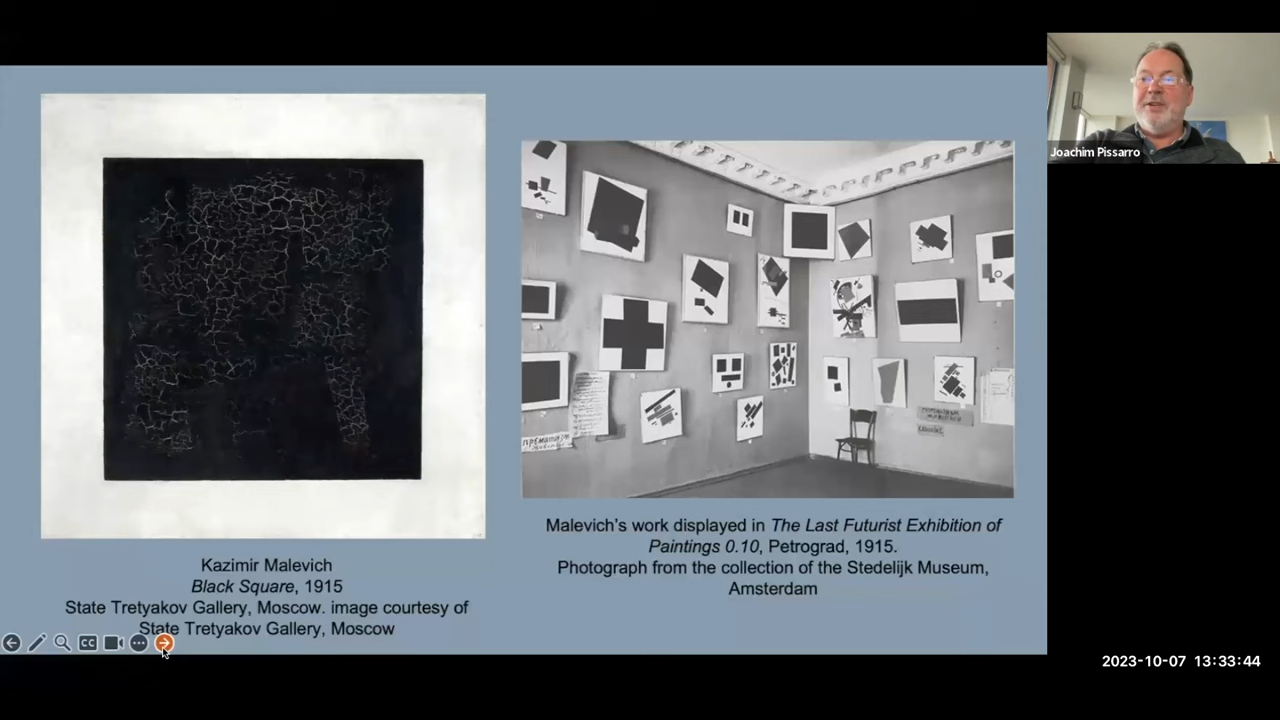 Joachim Pissarro
Kazimir Malevich
Black Square, 1915
State Tretyakov Gallery, Moscow. image courtesy of
State Tretyakov Gallery, Moscow
Malevich's work displayed in The Last Futurist Exhibition of
Paintings 0.10, Petrograd, 1915.
Photograph from the collection of the Stedelijk Museum,
Amsterdam
CC
2023-10-07 13:33:44